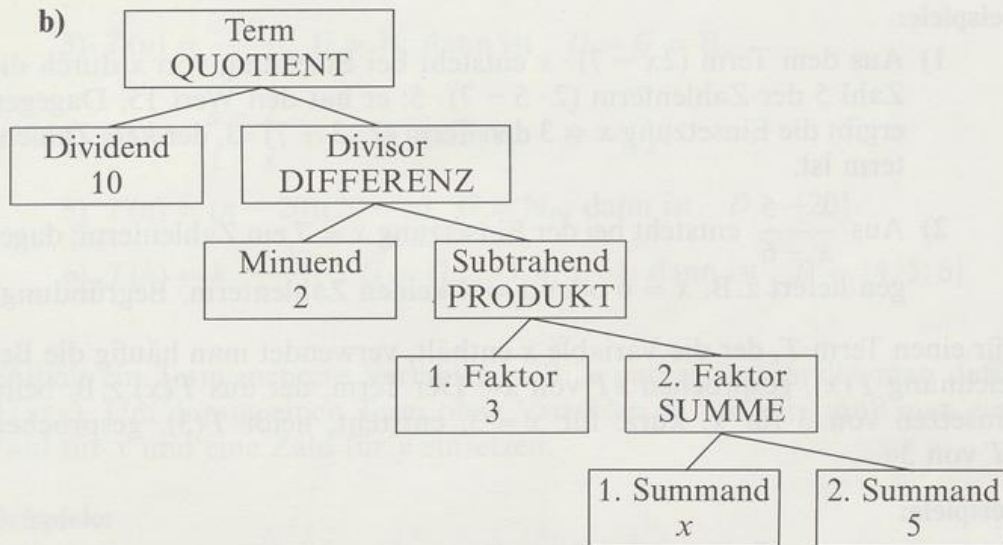 b)
Term
QUOTIENT
Dividend
10
Divisor
DIFFERENZ
Minuend
2
Subtrahend
PRODUKT
1. Faktor
3
2. Faktor
SUMME
1. Summand
x
2. Summand
5